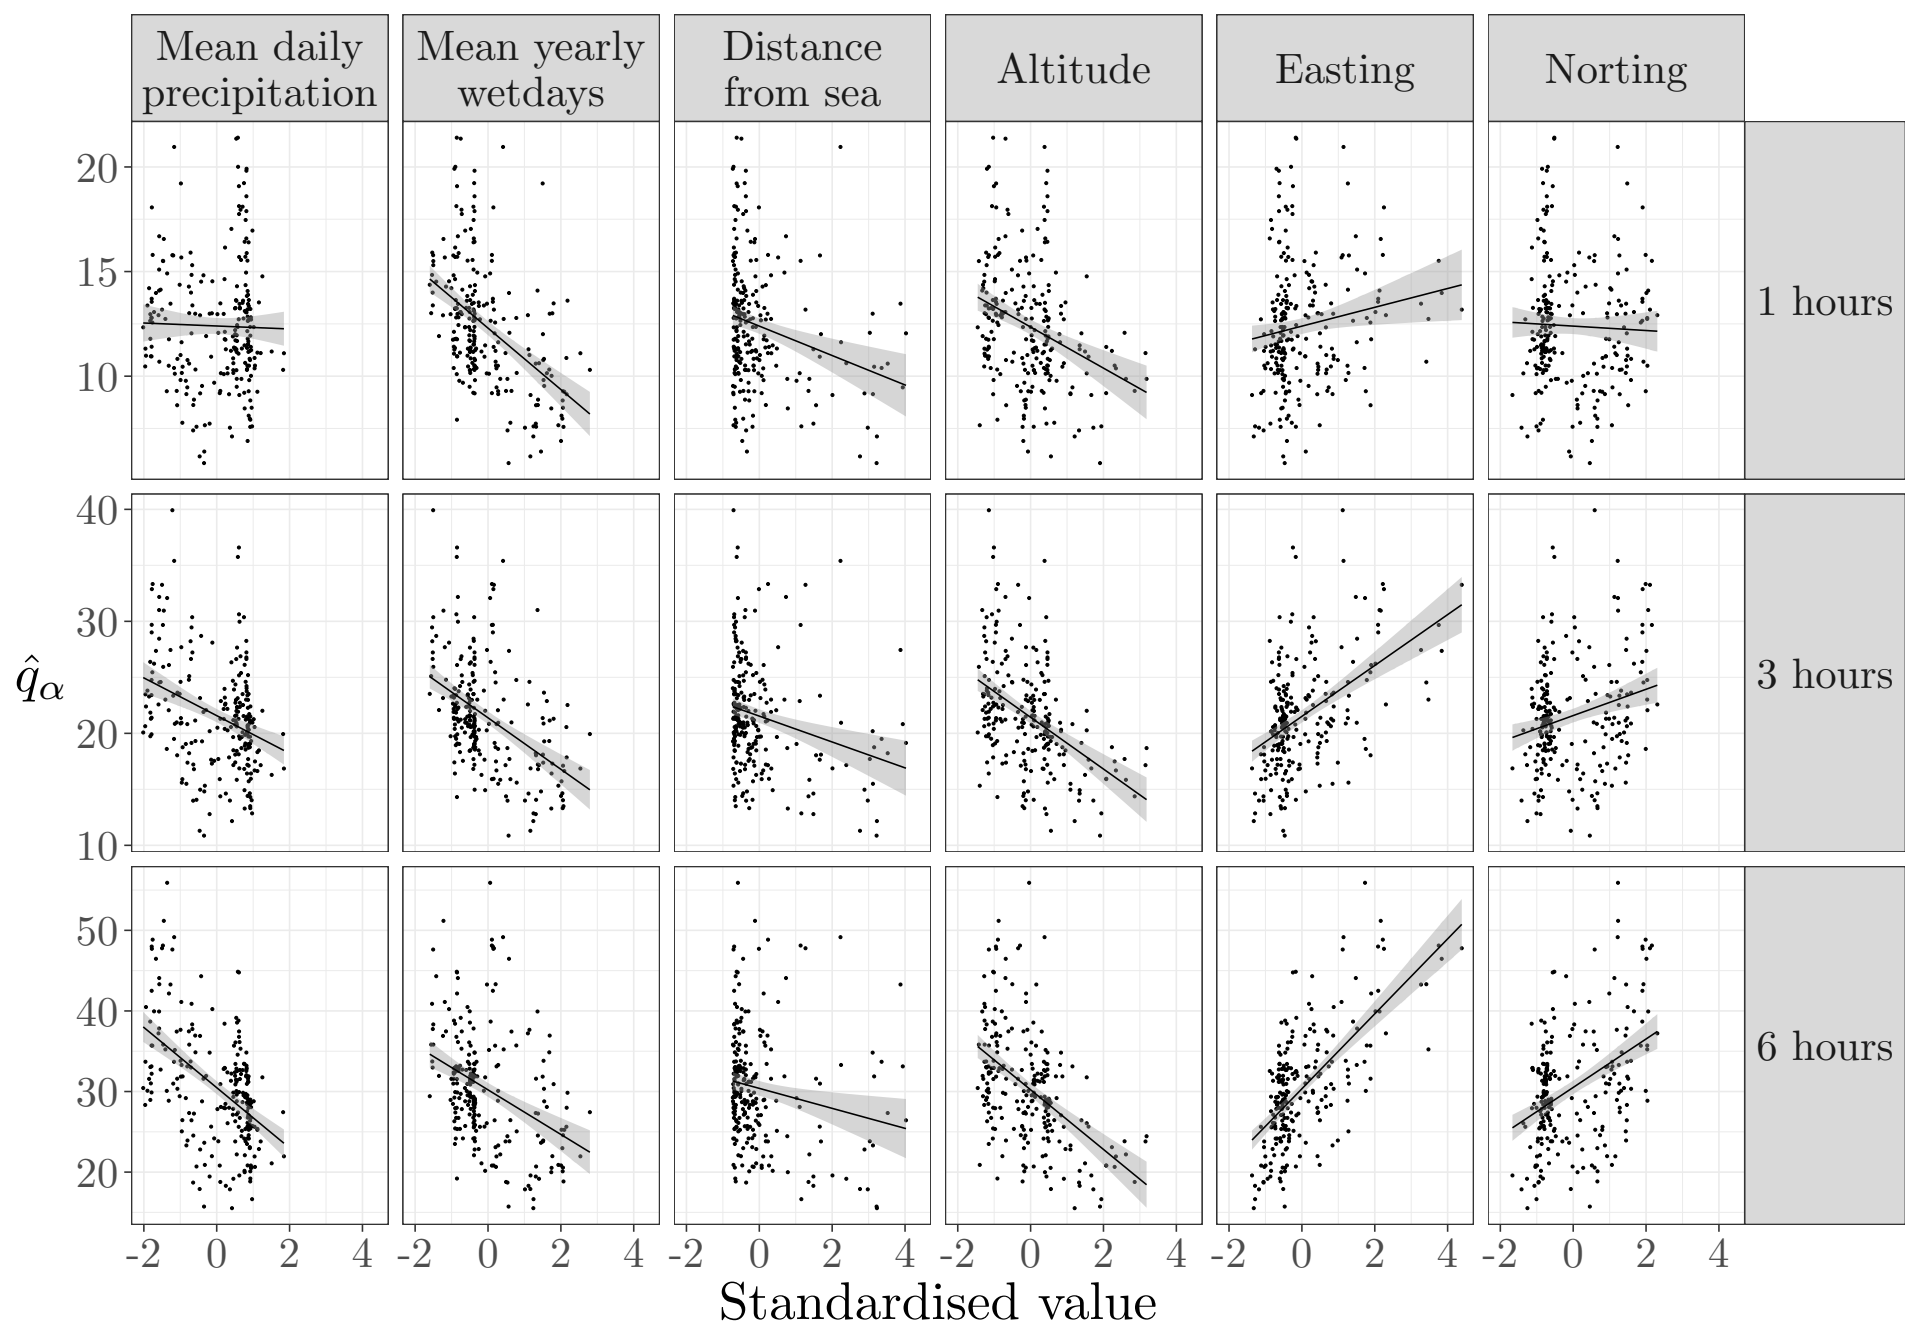 Mean daily
precipitation
Mean yearly
wetdays
Distance
from sea
Altitude
Easting
Norting
20
15
10
1 hours
40
30
20
10
3 hours
50
40
30
20
6 hours
q̂α
-2 0 2 4
-2 0 2 4
-2 0 2 4
-2 0 2 4
-2 0 2 4
-2 0 2 4
Standardised value